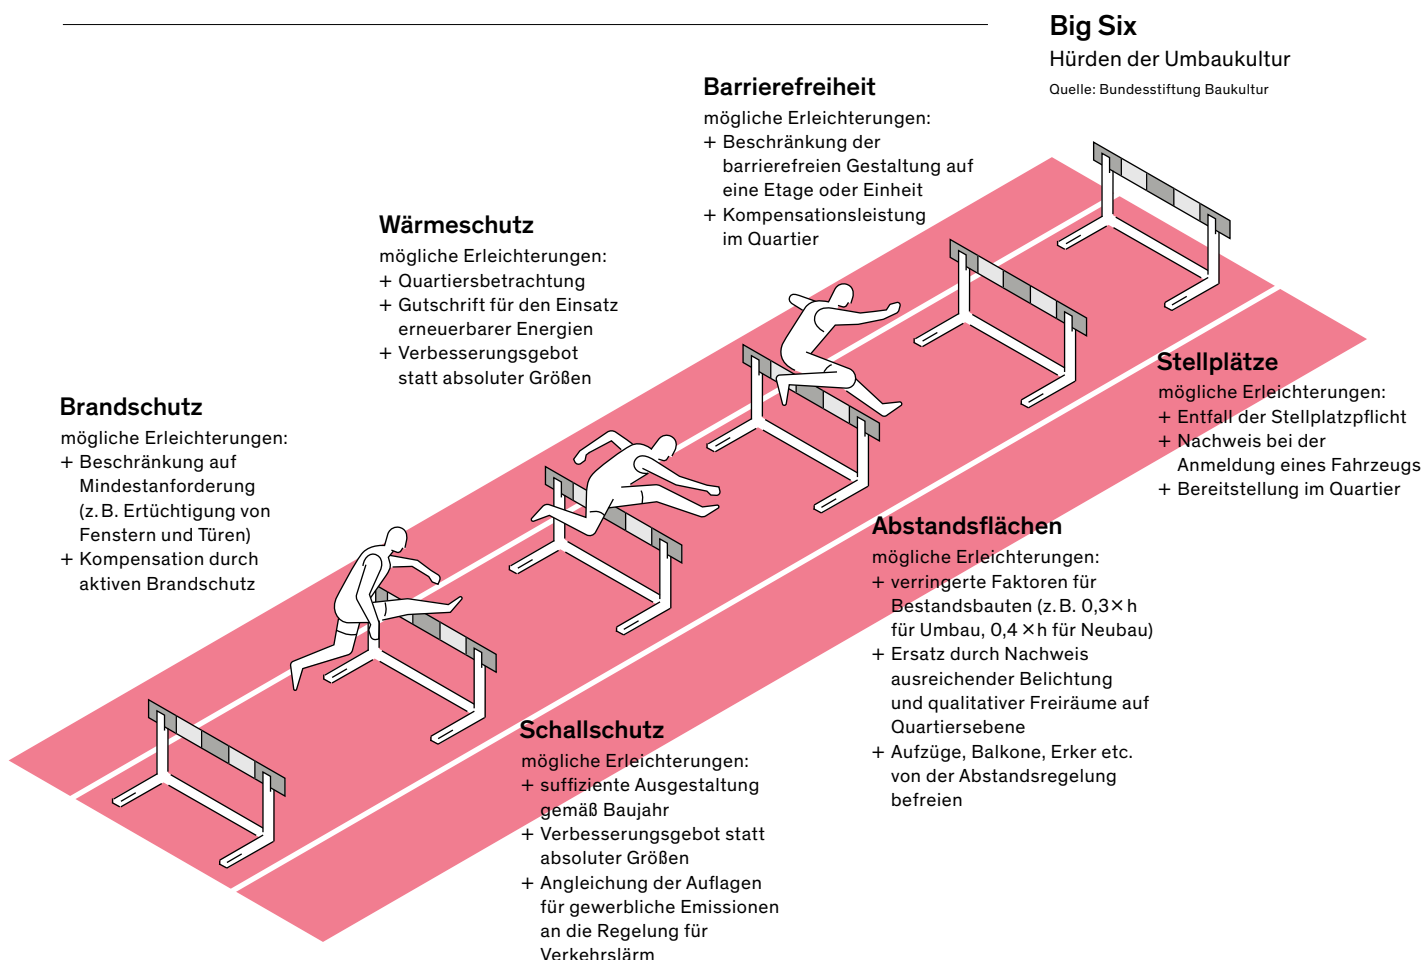 Big Six
Hürden der Umbaukultur
Quelle: Bundesstiftung Baukultur
Barrierefreiheit
mögliche Erleichterungen:
+ Beschränkung der
barrierefreien Gestaltung auf
eine Etage oder Einheit
+ Kompensationsleistung
im Quartier
Wärmeschutz
mögliche Erleichterungen:
+ Quartiersbetrachtung
+ Gutschrift für den Einsatz
erneuerbarer Energien
+ Verbesserungsgebot
statt absoluter Größen
Brandschutz
mögliche Erleichterungen:
+ Beschränkung auf
Mindestanforderung
(z. B. Ertüchtigung von
Fenstern und Türen)
+ Kompensation durch
aktiven Brandschutz
Stellplätze
mögliche Erleichterungen:
+ Entfall der Stellplatzpflicht
+ Nachweis bei der
Anmeldung eines Fahrzeugs
+ Bereitstellung im Quartier
Abstandsflächen
mögliche Erleichterungen:
+ verringerte Faktoren für
Bestandsbauten (z. B. 0,3 × h
für Umbau, 0,4 × h für Neubau)
+ Ersatz durch Nachweis
ausreichender Belichtung
und qualitativer Freiräume auf
Quartiersebene
+ Aufzüge, Balkone, Erker etc.
von der Abstandsregelung
befreien
Schallschutz
mögliche Erleichterungen:
+ suffiziente Ausgestaltung
gemäß Baujahr
+ Verbesserungsgebot statt
absoluter Größen
+ Angleichung der Auflagen
für gewerbliche Emissionen
an die Regelung für
Verkehrslärm